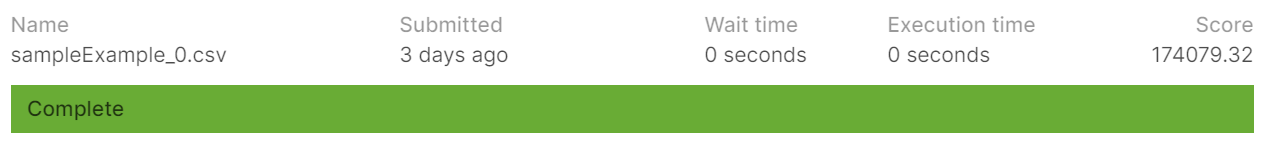 Name Submitted Wait time Execution time Score
sampleExample_0.csv 3 days ago 0 seconds 0 seconds 174079.32
Complete